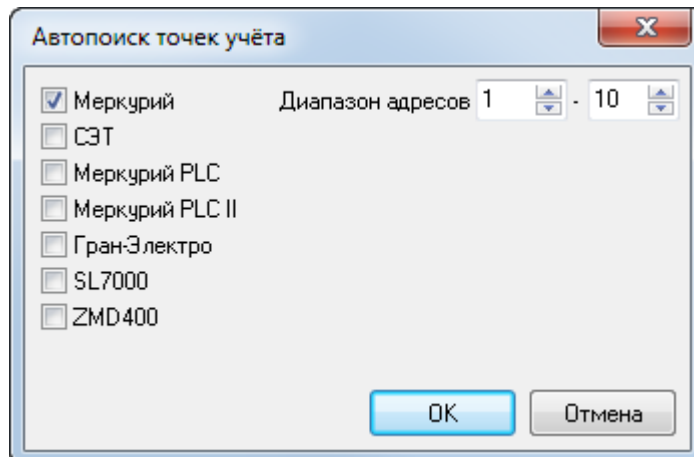 Автопоиск точек учёта
Меркурий Диапазон адресов 1 - 10
СЭТ
Меркурий PLC
Меркурий PLC II
Гран-Электро
SL7000
ZMD400
OK Отмена